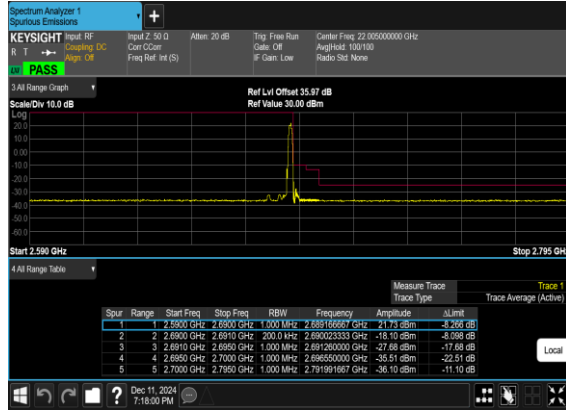 Spectrum Analyzer 1
Spurious Emissions
+
KEYSIGHT Input: RF Input Z: 50 Ω Atten: 20 dB Trig: Free Run Center Freq: 22.005000000 GHz
R T Coupling: DC Corr CCorr Gate: Off Avg|Hold: 100/100
Align: Off Freq Ref: Int (S) IF Gain: Low Radio Std: None
PASS
3 All Range Graph
Ref Lvl Offset 35.97 dB
Scale/Div 10.0 dB Ref Value 30.00 dBm
Log
20.0
10.0
0.00
-10.0
-20.0
-30.0
-40.0
-50.0
-60.0
Start 2.590 GHz Stop 2.795 GH
4 All Range Table
Measure Trace Trace 1
Trace Type Trace Average (Active)
Spur Range Start Freq Stop Freq RBW Frequency Amplitude ΔLimit
1 1 2.5900 GHz 2.6900 GHz 1.000 MHz 2.689166667 GHz 21.73 dBm -8.266 dB
2 2 2.6900 GHz 2.6910 GHz 200.0 kHz 2.690023333 GHz -18.10 dBm -8.098 dB
3 3 2.6910 GHz 2.6950 GHz 1.000 MHz 2.691260000 GHz -27.68 dBm -17.68 dB
4 4 2.6950 GHz 2.7000 GHz 1.000 MHz 2.696550000 GHz -35.51 dBm -22.51 dB
5 5 2.7000 GHz 2.7950 GHz 1.000 MHz 2.791991667 GHz -36.10 dBm -11.10 dB
Local
?
Dec 11, 2024
7:18:00 PM